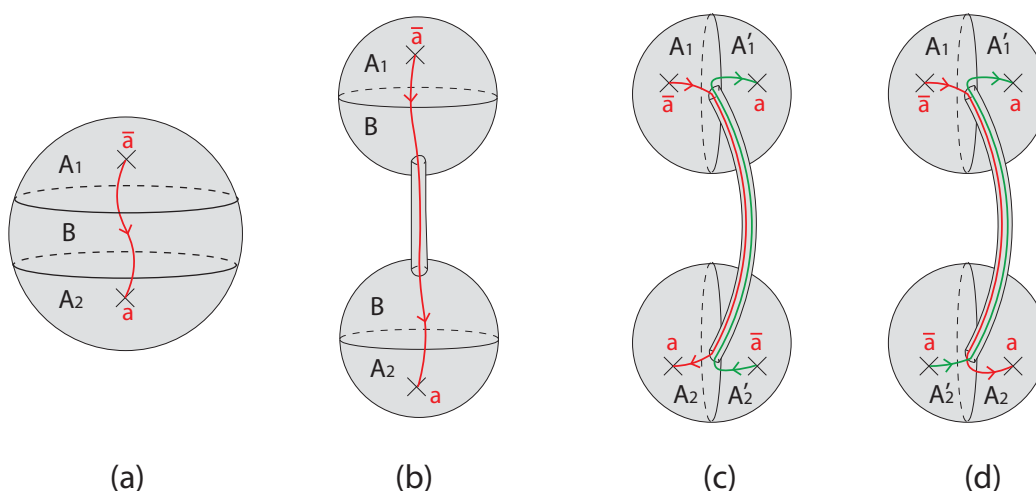 ā
A1
B
A2
a
(a)
ā
A1
B
B
A2
a
(b)
A1 A′1
ā a
a ā
A2 A′2
(c)
A1 A′1
ā a
ā a
A′2 A2
(d)